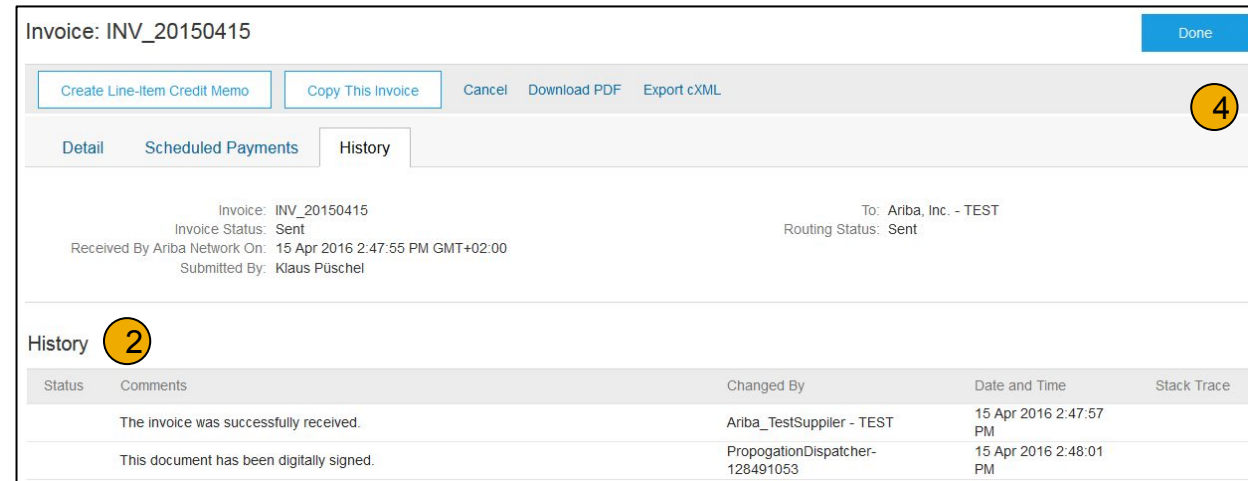 Invoice: INV_20150415
Done
Create Line-Item Credit Memo Copy This Invoice Cancel Download PDF Export cXML
4
Detail Scheduled Payments History
Invoice: INV_20150415 To: Ariba, Inc. - TEST
Invoice Status: Sent Routing Status: Sent
Received By Ariba Network On: 15 Apr 2016 2:47:55 PM GMT+02:00
Submitted By: Klaus Püschel
History 2
Status Comments Changed By Date and Time Stack Trace
The invoice was successfully received. Ariba_TestSuppiler - TEST 15 Apr 2016 2:47:57
PM
This document has been digitally signed. PropogationDispatcher- 15 Apr 2016 2:48:01
128491053 PM